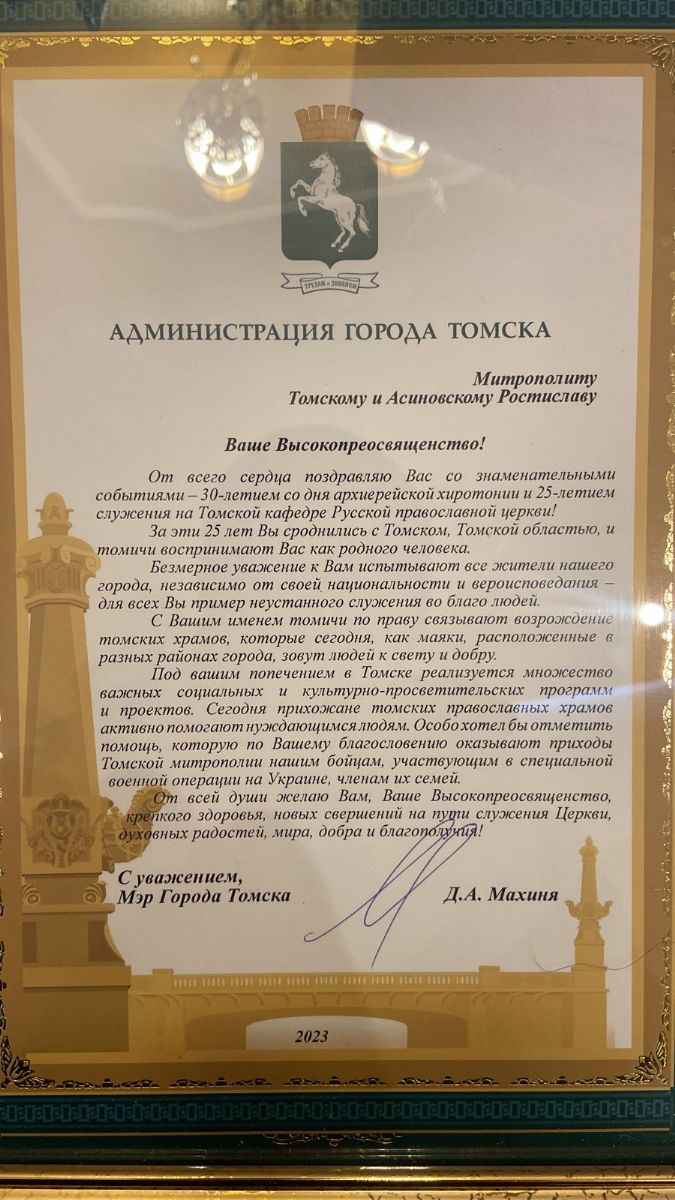 ТРУДОМ и ЗНАНИЕМ
АДМИНИСТРАЦИЯ ГОРОДА ТОМСКА
Митрополиту
Томскому и Асиновскому Ростиславу
Ваше Высокопреосвященство!
От всего сердца поздравляю Вас со знаменательными
событиями – 30-летием со дня архиерейской хиротонии и 25-летием
служения на Томской кафедре Русской православной церкви!
За эти 25 лет Вы сроднились с Томском, Томской областью, и
томичи воспринимают Вас как родного человека.
Безмерное уважение к Вам испытывают все жители нашего
города, независимо от своей национальности и вероисповедания –
для всех Вы пример неустанного служения во благо людей.
С Вашим именем томичи по праву связывают возрождение
томских храмов, которые сегодня, как маяки, расположенные в
разных районах города, зовут людей к свету и добру.
Под вашим попечением в Томске реализуется множество
важных социальных и культурно-просветительских программ
и проектов. Сегодня прихожане томских православных храмов
активно помогают нуждающимся людям. Особо хотел бы отметить
помощь, которую по Вашему благословению оказывают приходы
Томской митрополии нашим бойцам, участвующим в специальной
военной операции на Украине, членам их семей.
От всей души желаю Вам, Ваше Высокопреосвященство,
крепкого здоровья, новых свершений на пути служения Церкви,
духовных радостей, мира, добра и благополучия!
С уважением,
Мэр Города Томска
Д.А. Махиня
2023